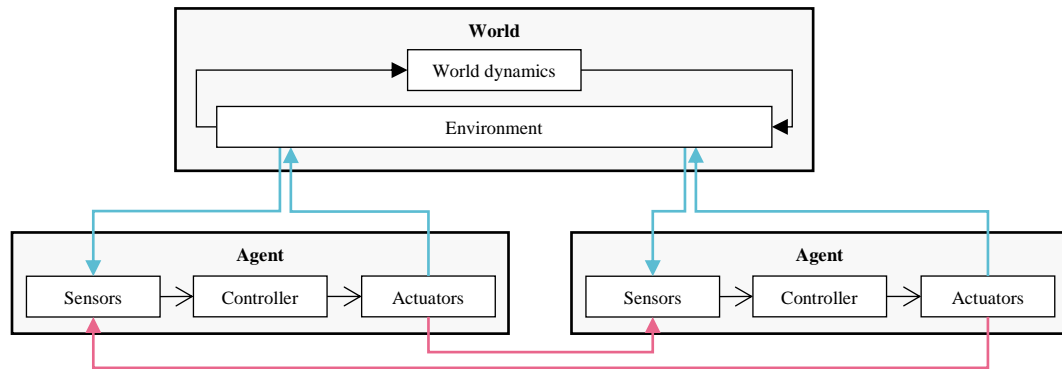 World
World dynamics
Environment
Agent
Sensors
Controller
Actuators
Agent
Sensors
Controller
Actuators